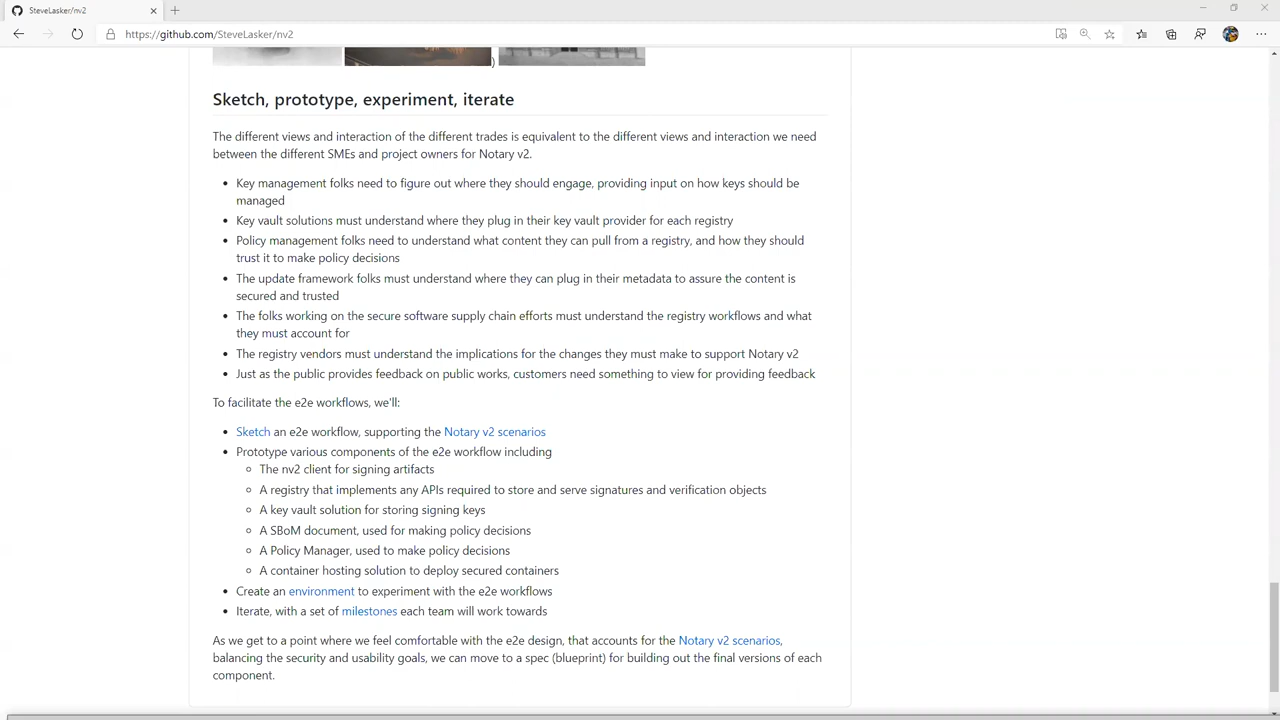 SteveLasker/nv2
https://github.com/SteveLasker/nv2
)
Sketch, prototype, experiment, iterate
The different views and interaction of the different trades is equivalent to the different views and interaction we need
between the different SMEs and project owners for Notary v2.
• Key management folks need to figure out where they should engage, providing input on how keys should be
managed
• Key vault solutions must understand where they plug in their key vault provider for each registry
• Policy management folks need to understand what content they can pull from a registry, and how they should
trust it to make policy decisions
• The update framework folks must understand where they can plug in their metadata to assure the content is
secured and trusted
• The folks working on the secure software supply chain efforts must understand the registry workflows and what
they must account for
• The registry vendors must understand the implications for the changes they must make to support Notary v2
• Just as the public provides feedback on public works, customers need something to view for providing feedback
To facilitate the e2e workflows, we'll:
• Sketch an e2e workflow, supporting the Notary v2 scenarios
• Prototype various components of the e2e workflow including
◦ The nv2 client for signing artifacts
◦ A registry that implements any APIs required to store and serve signatures and verification objects
◦ A key vault solution for storing signing keys
◦ A SBoM document, used for making policy decisions
◦ A Policy Manager, used to make policy decisions
◦ A container hosting solution to deploy secured containers
• Create an environment to experiment with the e2e workflows
• Iterate, with a set of milestones each team will work towards
As we get to a point where we feel comfortable with the e2e design, that accounts for the Notary v2 scenarios,
balancing the security and usability goals, we can move to a spec (blueprint) for building out the final versions of each
component.